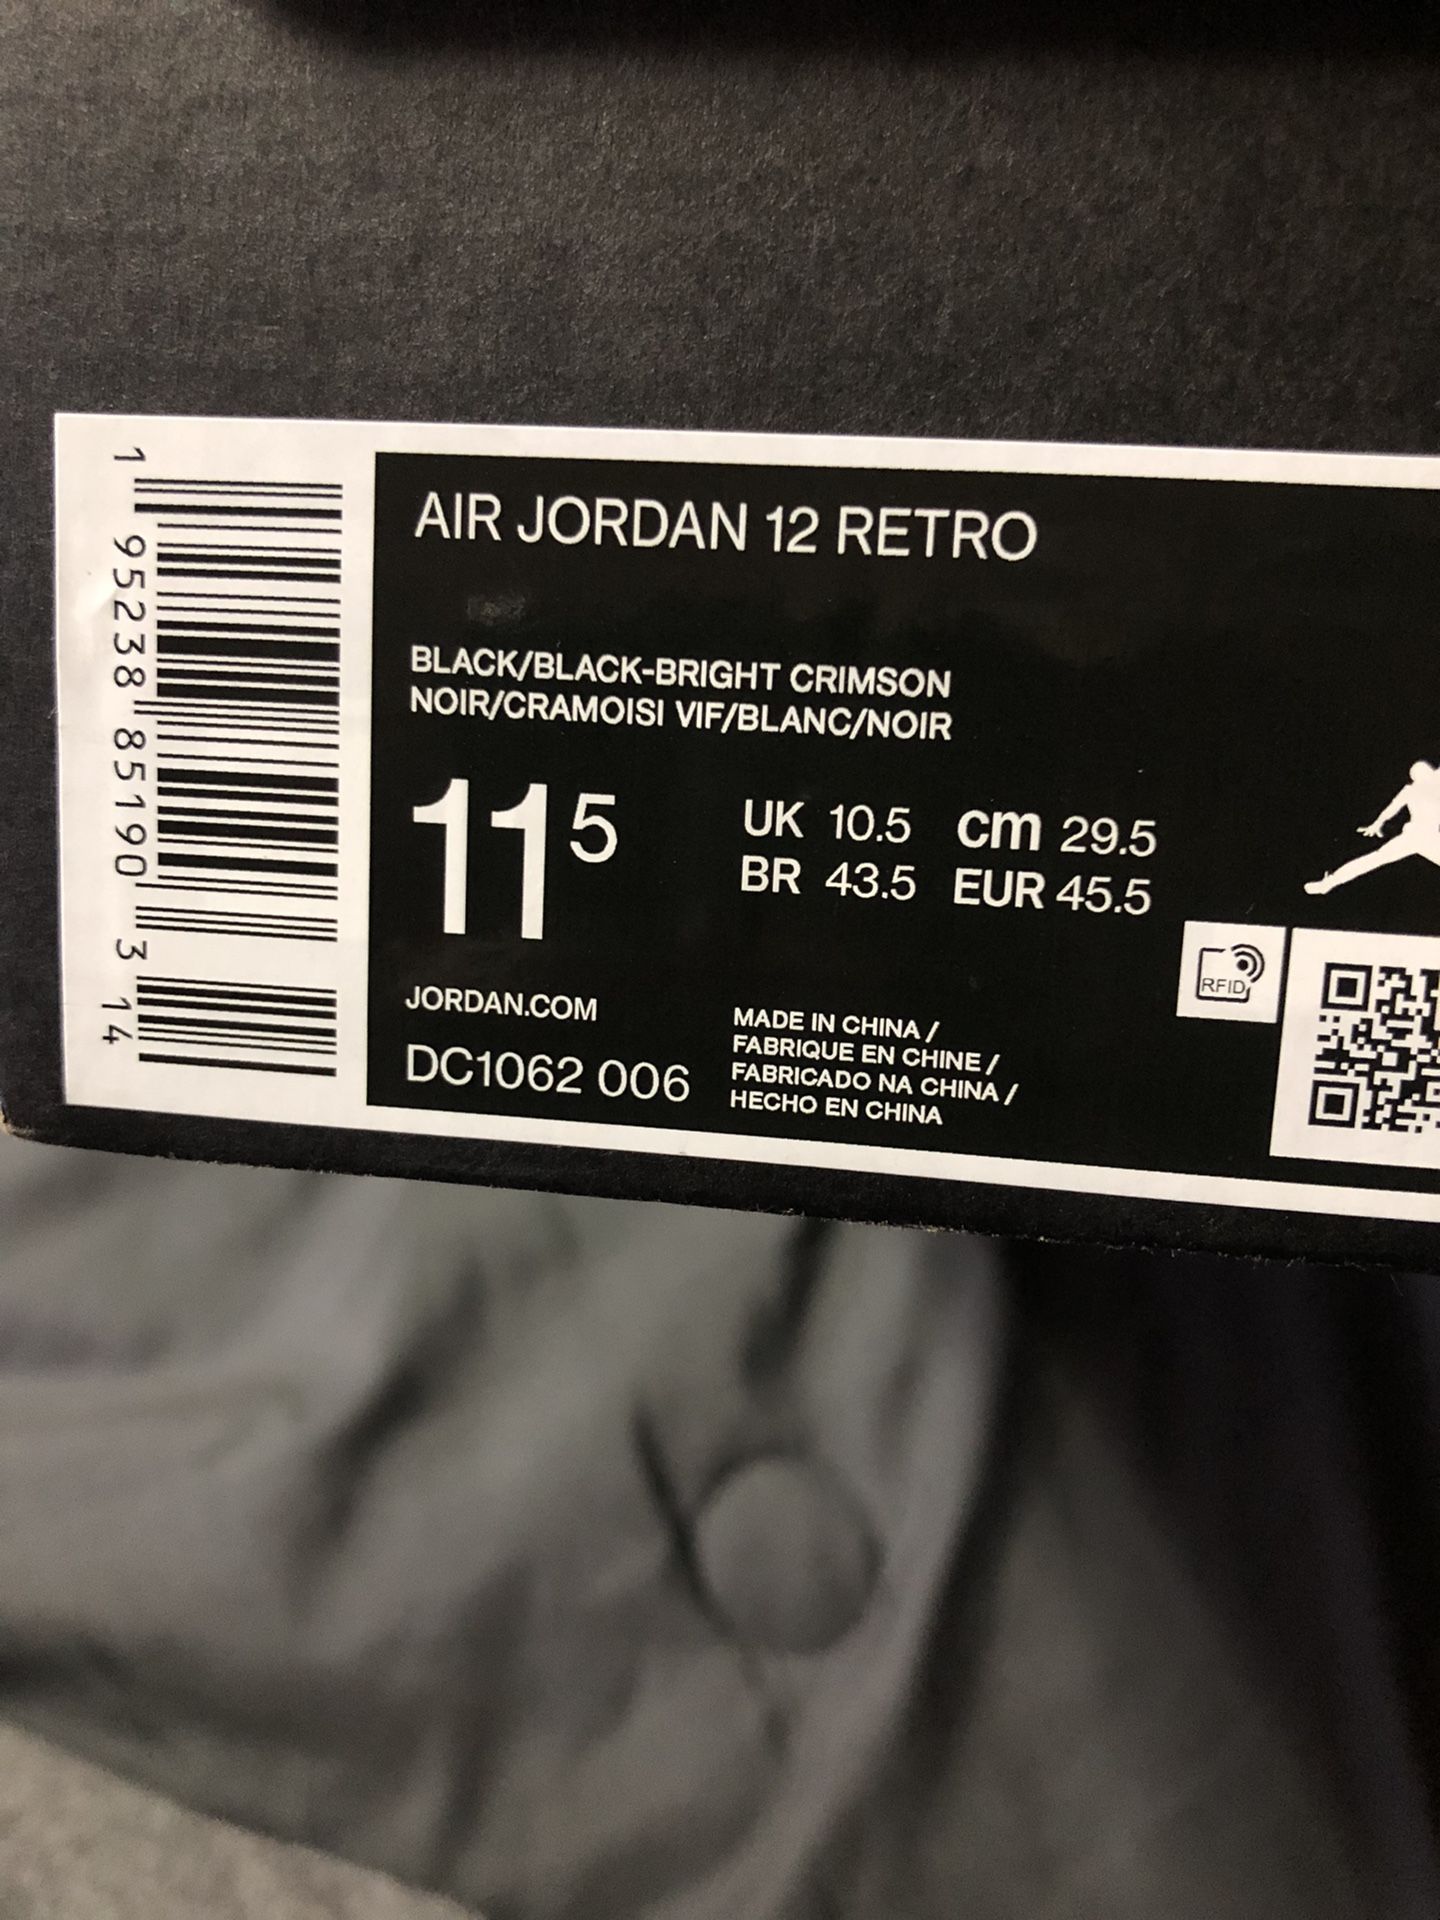 AIR JORDAN 12 RETRO
BLACK/BLACK-BRIGHT CRIMSON
NOIR/CRAMOISI VIF/BLANC/NOIR
11 5
UK 10.5 cm 29.5
BR 43.5 EUR 45.5
JORDAN.COM
DC1062 006
MADE IN CHINA /
FABRIQUE EN CHINE /
FABRICADO NA CHINA /
HECHO EN CHINA
RFID
1 95238 85190 3 14